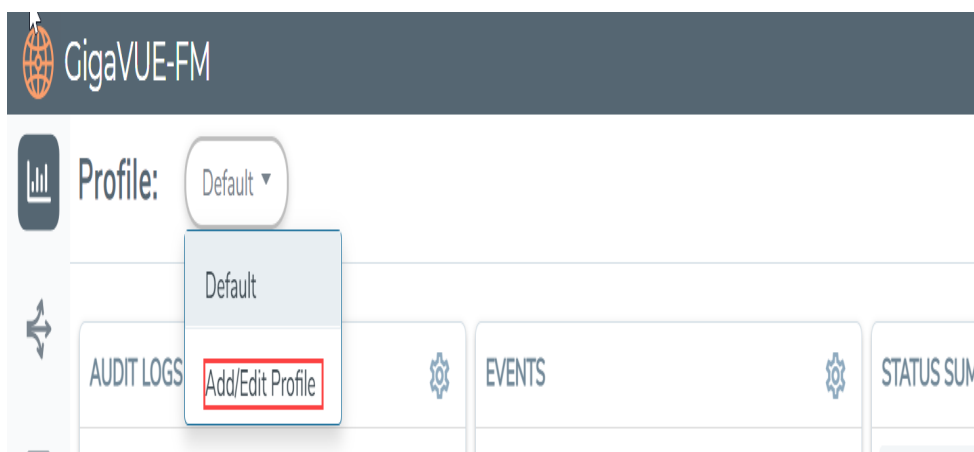 GigaVUE-FM
Profile:
Default
Default
Add/Edit Profile
AUDIT LOGS
EVENTS
STATUS SUM